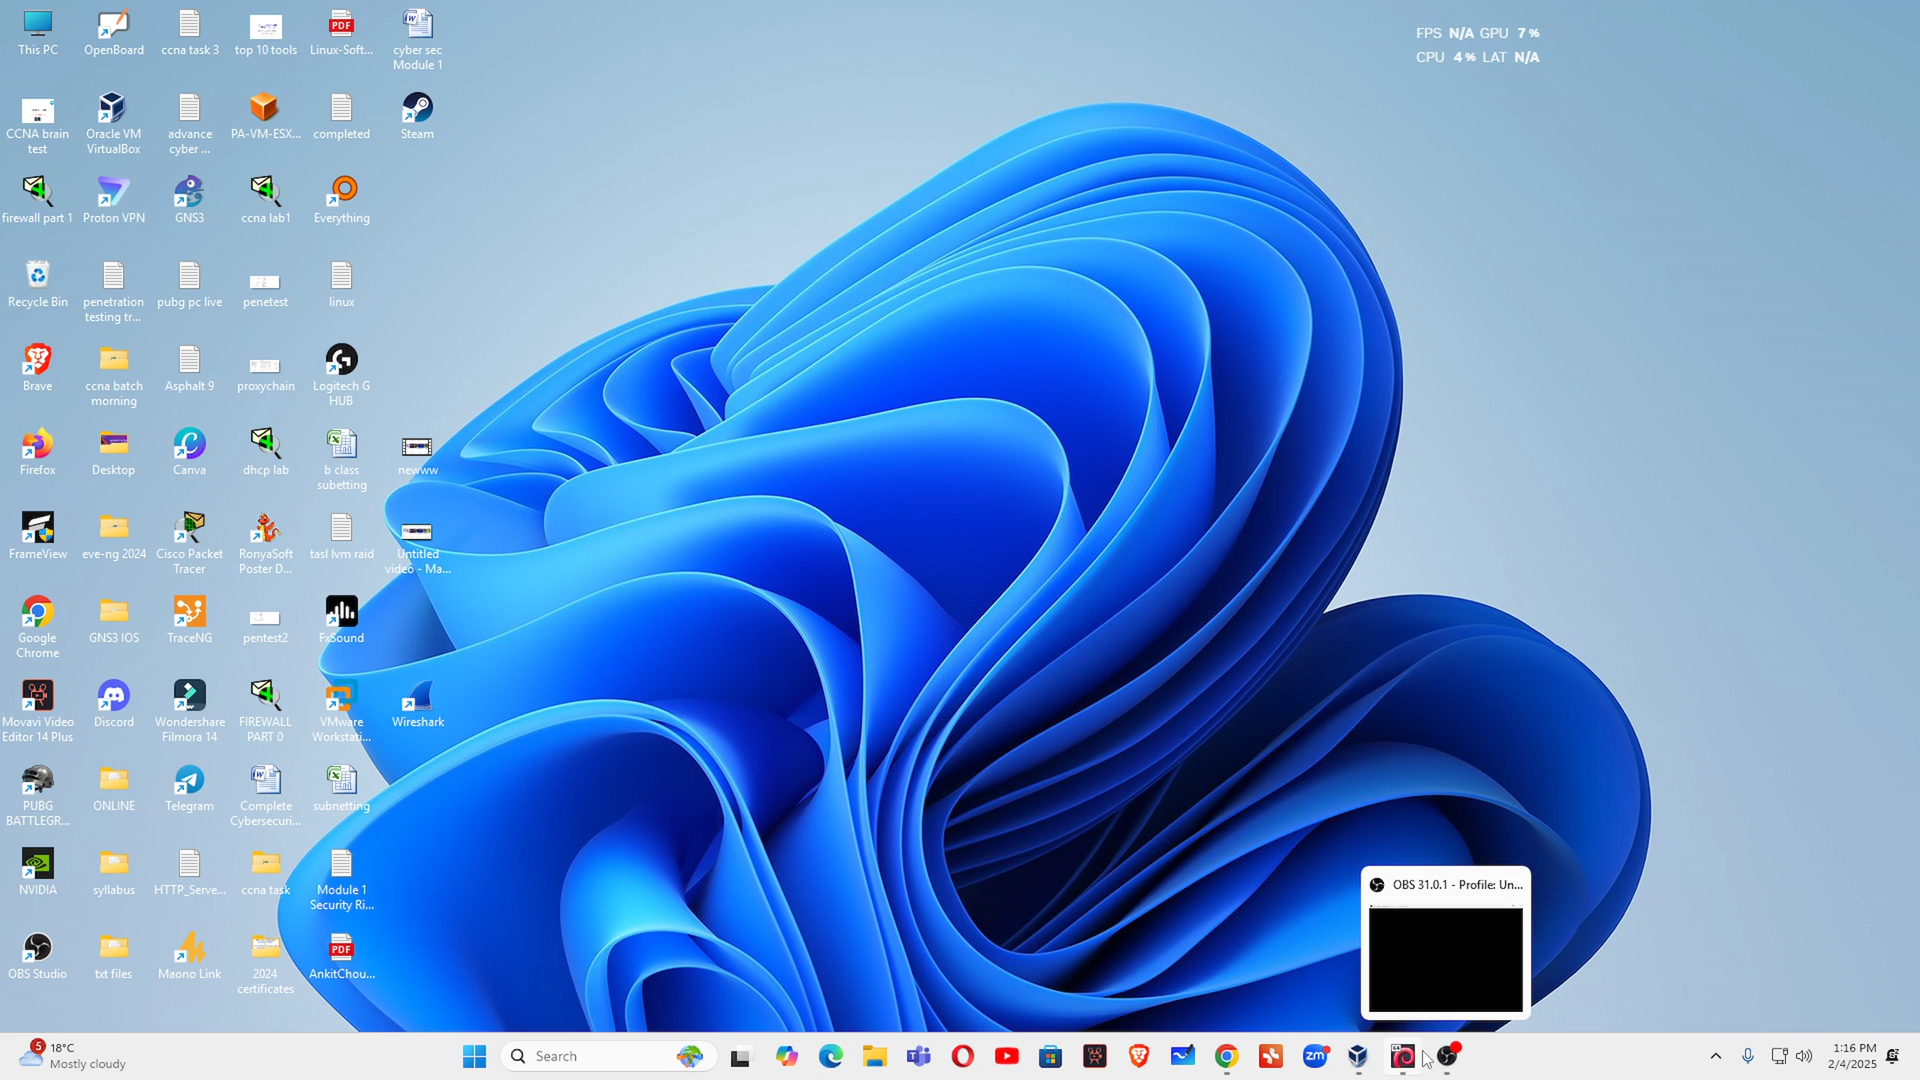 This PC
OpenBoard
ccna task 3
top 10 tools
PDF
Linux-Soft...
cyber sec
Module 1
FPS N/A GPU 7 %
CPU 4 % LAT N/A
CCNA brain
test
Oracle VM
VirtualBox
advance
cyber ...
PA-VM-ESX...
completed
Steam
firewall part 1
Proton VPN
GNS3
ccna lab1
Everything
Recycle Bin
penetration
testing tr...
pubg pc live
penetest
linux
Brave
ccna batch
morning
Asphalt 9
proxychain
Logitech G
HUB
Firefox
Desktop
Canva
dhcp lab
b class
subetting
newww
FrameView
eve-ng 2024
Cisco Packet
Tracer
RonyaSoft
Poster D...
tasl lvm raid
Untitled
video - Ma...
Google
Chrome
GNS3 IOS
TraceNG
pentest2
FxSound
Movavi Video
Editor 14 Plus
Discord
Wondershare
Filmora 14
FIREWALL
PART 0
VMware
Workstati...
Wireshark
PUBG
BATTLEGR...
ONLINE
Telegram
Complete
Cybersecuri...
subnetting
NVIDIA
syllabus
HTTP_Serve...
ccna task
Module 1
Security Ri...
OBS 31.0.1 - Profile: Un...
OBS Studio
txt files
Maono Link
2024
certificates
PDF
AnkitChou...
5
18°C
Mostly cloudy
Search
zm
64
1:16 PM
2/4/2025